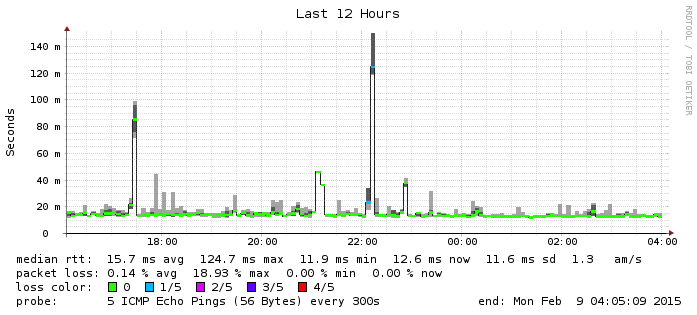 Last 12 Hours
RRDTOOL / TOBI OETIKER
Seconds
140 m
120 m
100 m
80 m
60 m
40 m
20 m
0
18:00 20:00 22:00 00:00 02:00 04:00
median rtt: 15.7 ms avg 124.7 ms max 11.9 ms min 12.6 ms now 11.6 ms sd 1.3 am/s
packet loss: 0.14 % avg 18.93 % max 0.00 % min 0.00 % now
loss color: 0 1/5 2/5 3/5 4/5
probe: 5 ICMP Echo Pings (56 Bytes) every 300s end: Mon Feb 9 04:05:09 2015